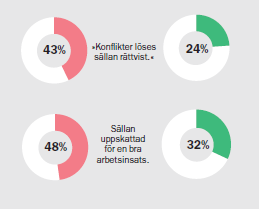 43%
»Konflikter löses
sällan rättvist.»
24%
48%
Sällan
uppskattad
för en bra
arbetsinsats.
32%